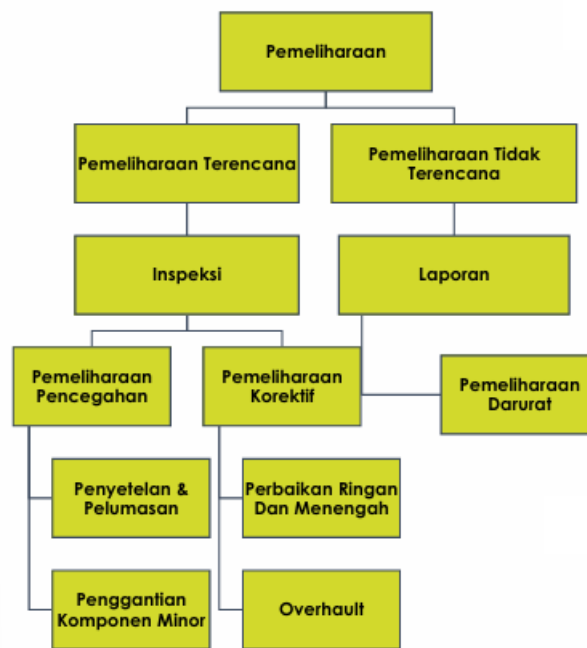 Pemeliharaan
Pemeliharaan Terencana
Pemeliharaan Tidak
Terencana
Inspeksi
Laporan
Pemeliharaan
Pencegahan
Pemeliharaan
Korektif
Pemeliharaan
Darurat
Penyetelan &
Pelumasan
Perbaikan Ringan
Dan Menengah
Penggantian
Komponen Minor
Overhault